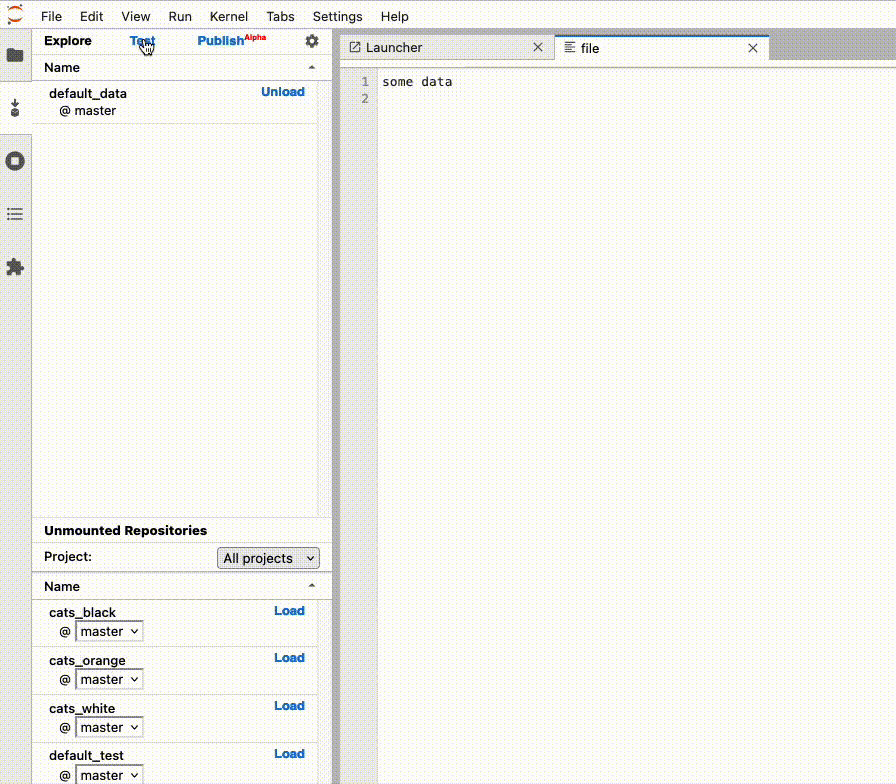 File Edit View Run Kernel Tabs Settings Help
Explore Test Publish Alpha
Name
default_data Unload
@ master
Unmounted Repositories
Project: All projects
Name
cats_black Load
@ master
cats_orange Load
@ master
cats_white Load
@ master
default_test Load
@ master
Launcher file
1 some data
2